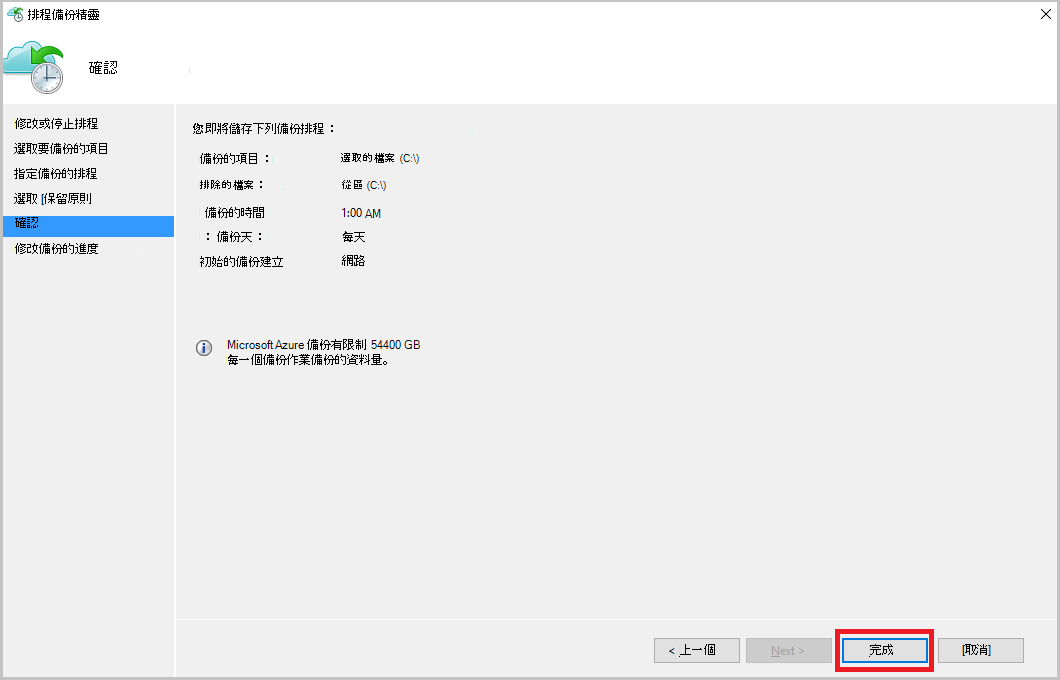 排程備份精靈
確認
修改或停止排程
選取要備份的項目
指定備份的排程
選取 [保留原則
確認
修改備份的進度
您即將儲存下列備份排程：
備份的項目： 選取的檔案 (C:\)
排除的檔案： 從區 (C:\)
備份的時間 1:00 AM
：備份天： 每天
初始的備份建立 網路
Microsoft Azure 備份有限制 54400 GB
每一個備份作業備份的資料量。
< 上一個 Next > 完成 [取消]